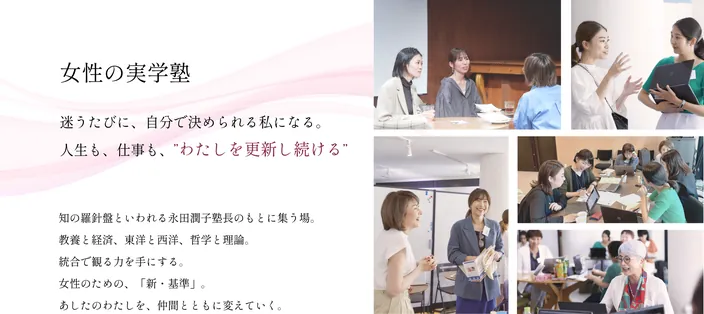 女性の実学塾
迷うたびに、自分で決められる私になる。
人生も、仕事も、"わたしを更新し続ける"
知の羅針盤といわれる永田潤子塾長のもとに集う場。
教養と経済、東洋と西洋、哲学と理論。
統合で観る力を手にする。
女性のための、「新・基準」。
あしたのわたしを、仲間とともに変えていく。